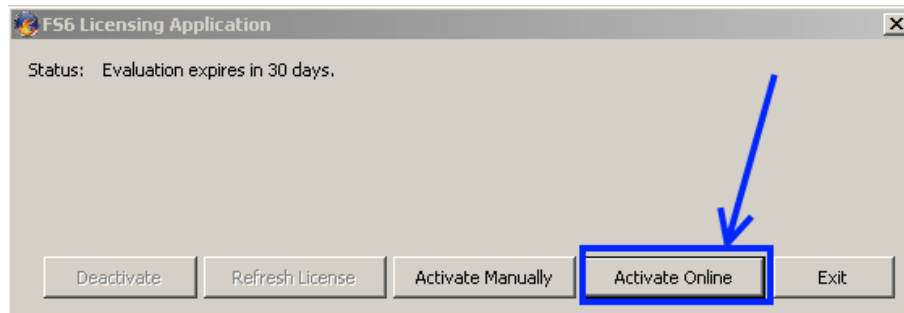 FS6 Licensing Application
Status: Evaluation expires in 30 days.
Deactivate Refresh License Activate Manually Activate Online Exit